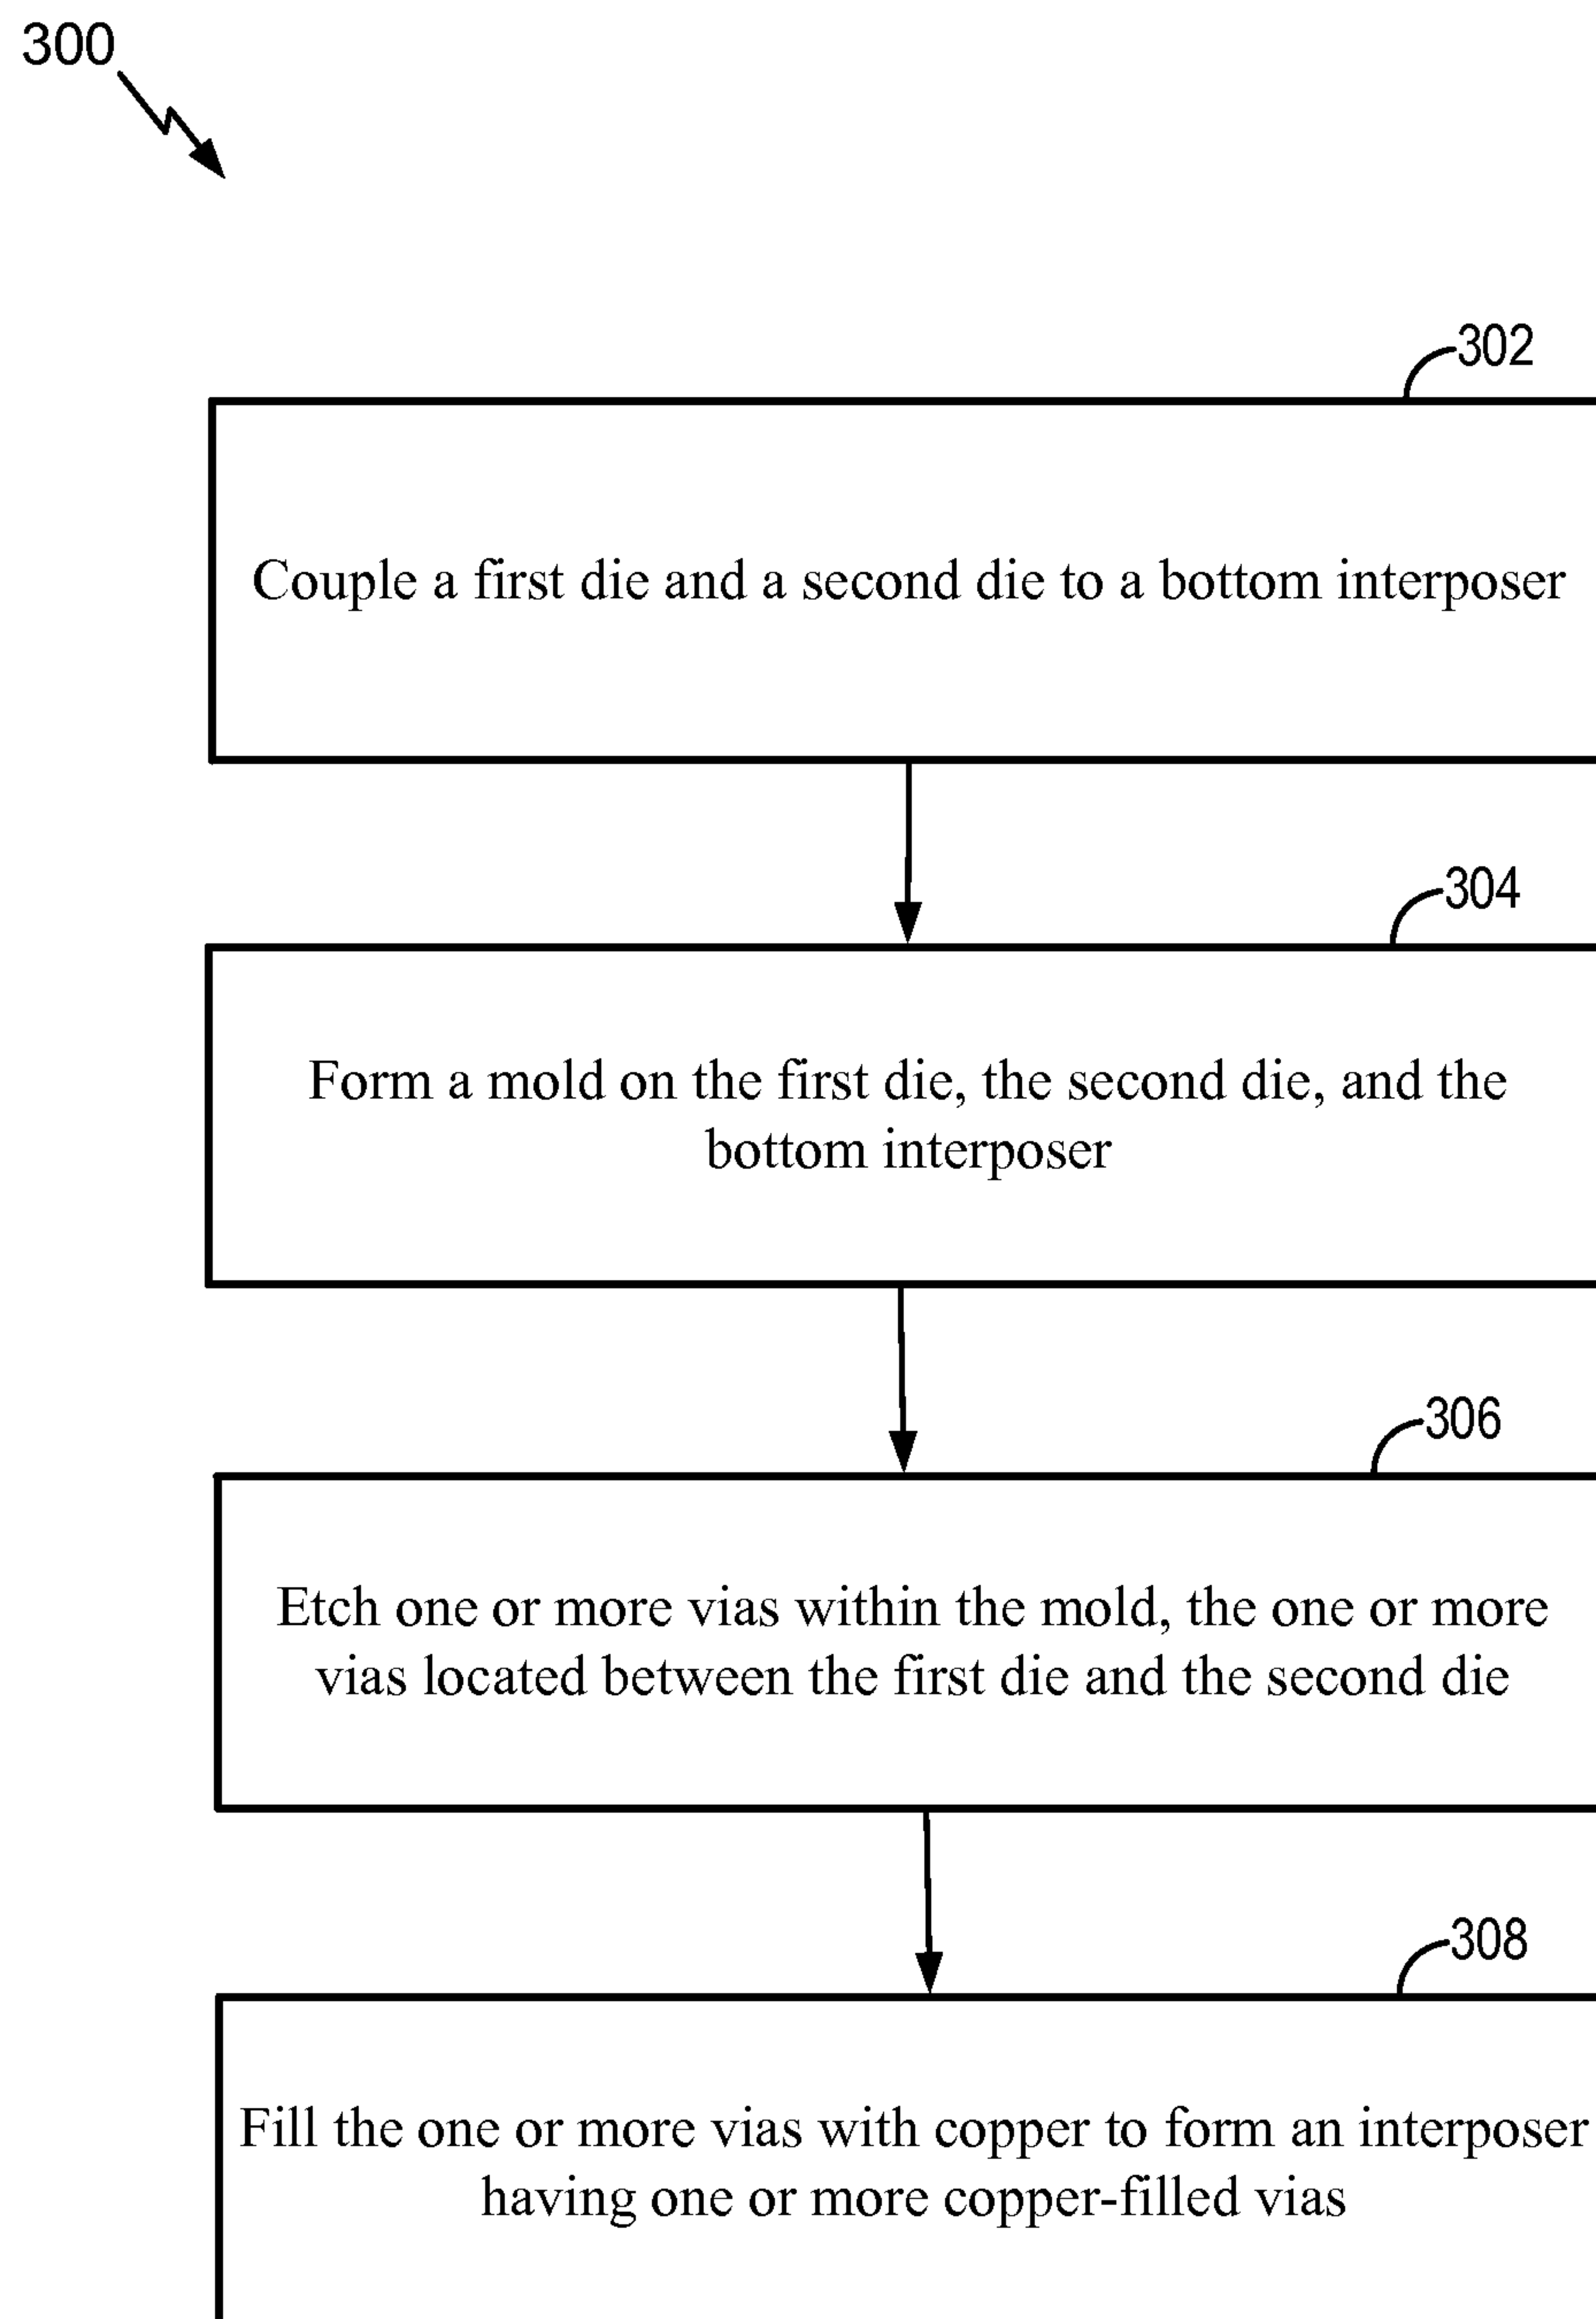 300
302
Couple a first die and a second die to a bottom interposer
304
Form a mold on the first die, the second die, and the
bottom interposer
306
Etch one or more vias within the mold, the one or more
vias located between the first die and the second die
308
Fill the one or more vias with copper to form an interposer
having one or more copper-filled vias